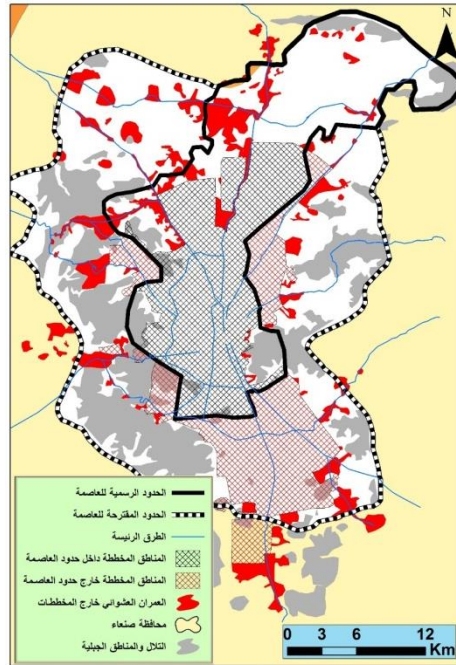 N
الحدود الرسمية للعاصمة
الحدود المقترحة للعاصمة
الطرق الرئيسة
المناطق المخططة داخل حدود العاصمة
المناطق المخططة خارج حدود العاصمة
العمران العشوائي خارج المخططات
محافظة صنعاء
التلال والمناطق الجبلية
0 3 6 12
Km